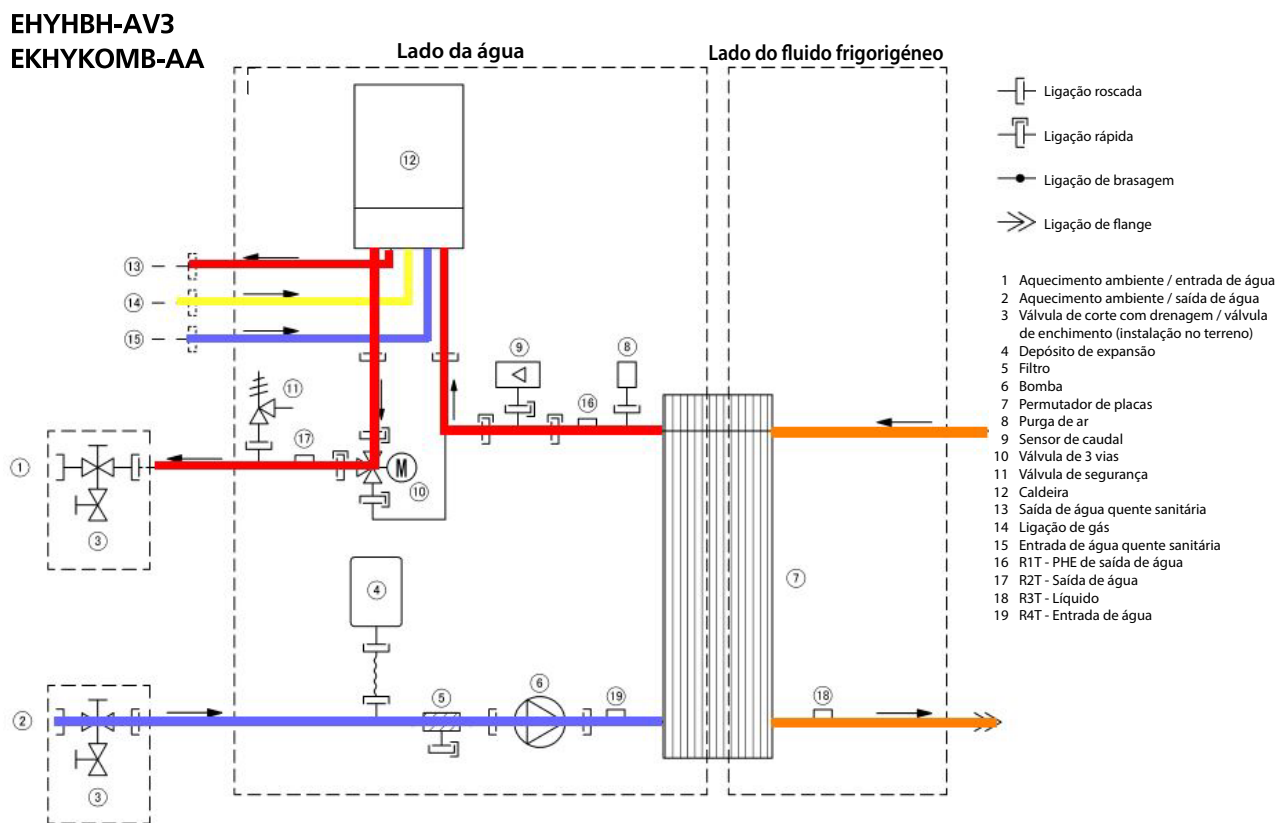 EHYHBH-AV3
EKHYKOMB-AA
Lado da água
Lado do fluido frigorigéneo
Ligação roscada
Ligação rápida
Ligação de brasagem
Ligação de flange
12
13
14
15
9
8
11
16
17
1
M
10
3
4
7
2
5
6
19
18
3
1 Aquecimento ambiente / entrada de água
2 Aquecimento ambiente / saída de água
3 Válvula de corte com drenagem / válvula
de enchimento (instalação no terreno)
4 Depósito de expansão
5 Filtro
6 Bomba
7 Permutador de placas
8 Purga de ar
9 Sensor de caudal
10 Válvula de 3 vias
11 Válvula de segurança
12 Caldeira
13 Saída de água quente sanitária
14 Ligação de gás
15 Entrada de água quente sanitária
16 R1T - PHE de saída de água
17 R2T - Saída de água
18 R3T - Líquido
19 R4T - Entrada de água